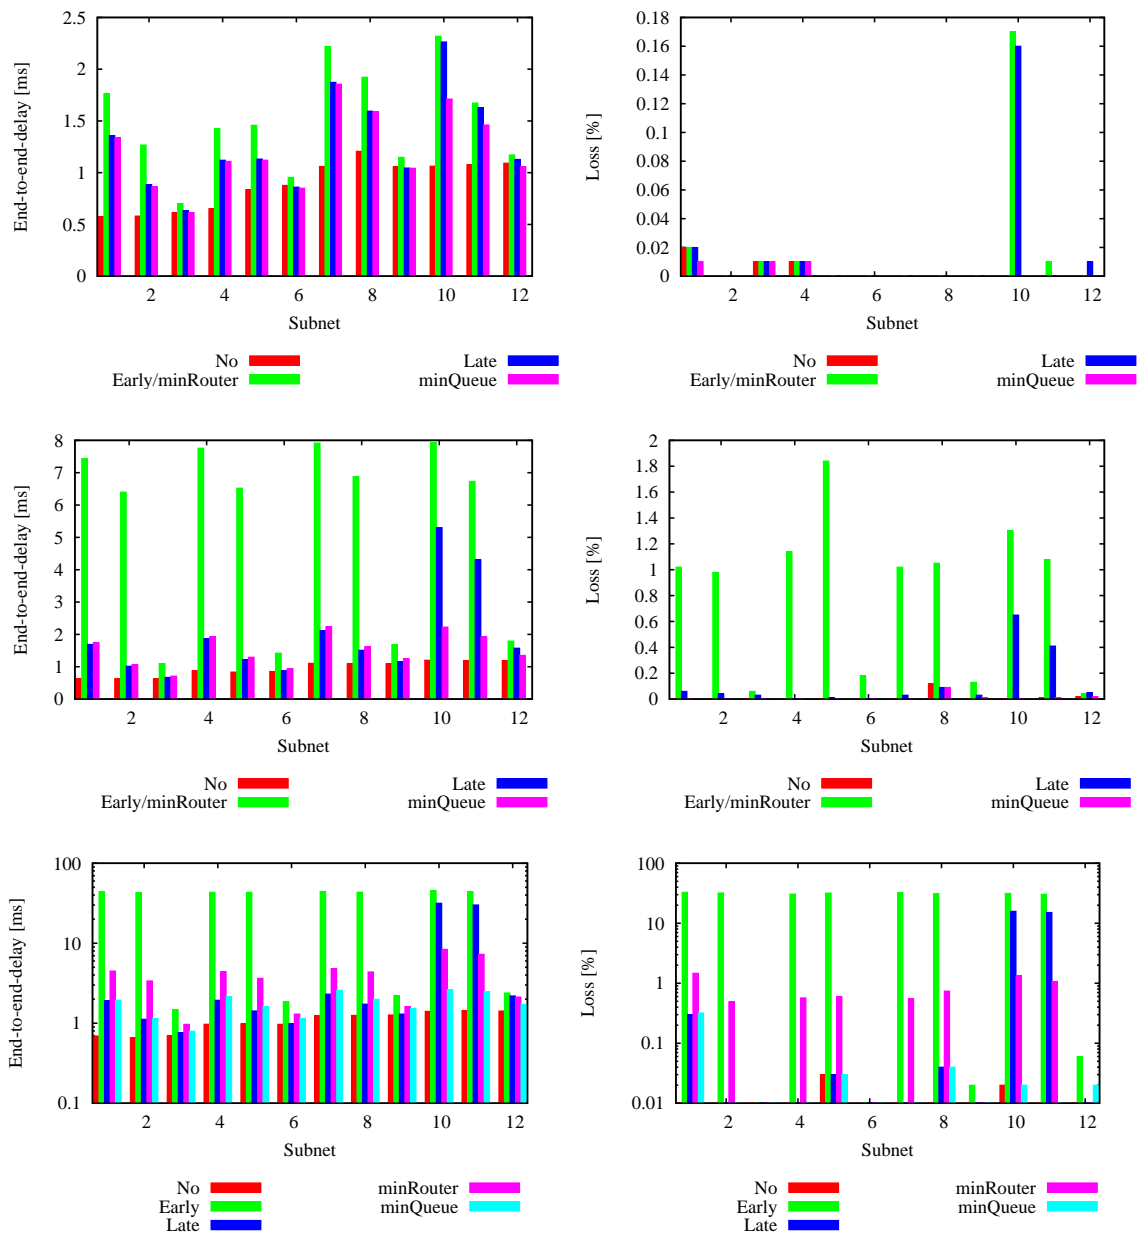 End-to-end-delay [ms]
2.5
2
1.5
1
0.5
0
2 4 6 8 10 12
Subnet
No
Early/minRouter
Late
minQueue
Loss [%]
0.18
0.16
0.14
0.12
0.1
0.08
0.06
0.04
0.02
0
2 4 6 8 10 12
Subnet
No
Early/minRouter
Late
minQueue
End-to-end-delay [ms]
8
7
6
5
4
3
2
1
0
2 4 6 8 10 12
Subnet
No
Early/minRouter
Late
minQueue
Loss [%]
2
1.8
1.6
1.4
1.2
1
0.8
0.6
0.4
0.2
0
2 4 6 8 10 12
Subnet
No
Early/minRouter
Late
minQueue
End-to-end-delay [ms]
100
10
1
0.1
2 4 6 8 10 12
Subnet
No
Early
Late
minRouter
minQueue
Loss [%]
100
10
1
0.1
0.01
2 4 6 8 10 12
Subnet
No
Early
Late
minRouter
minQueue